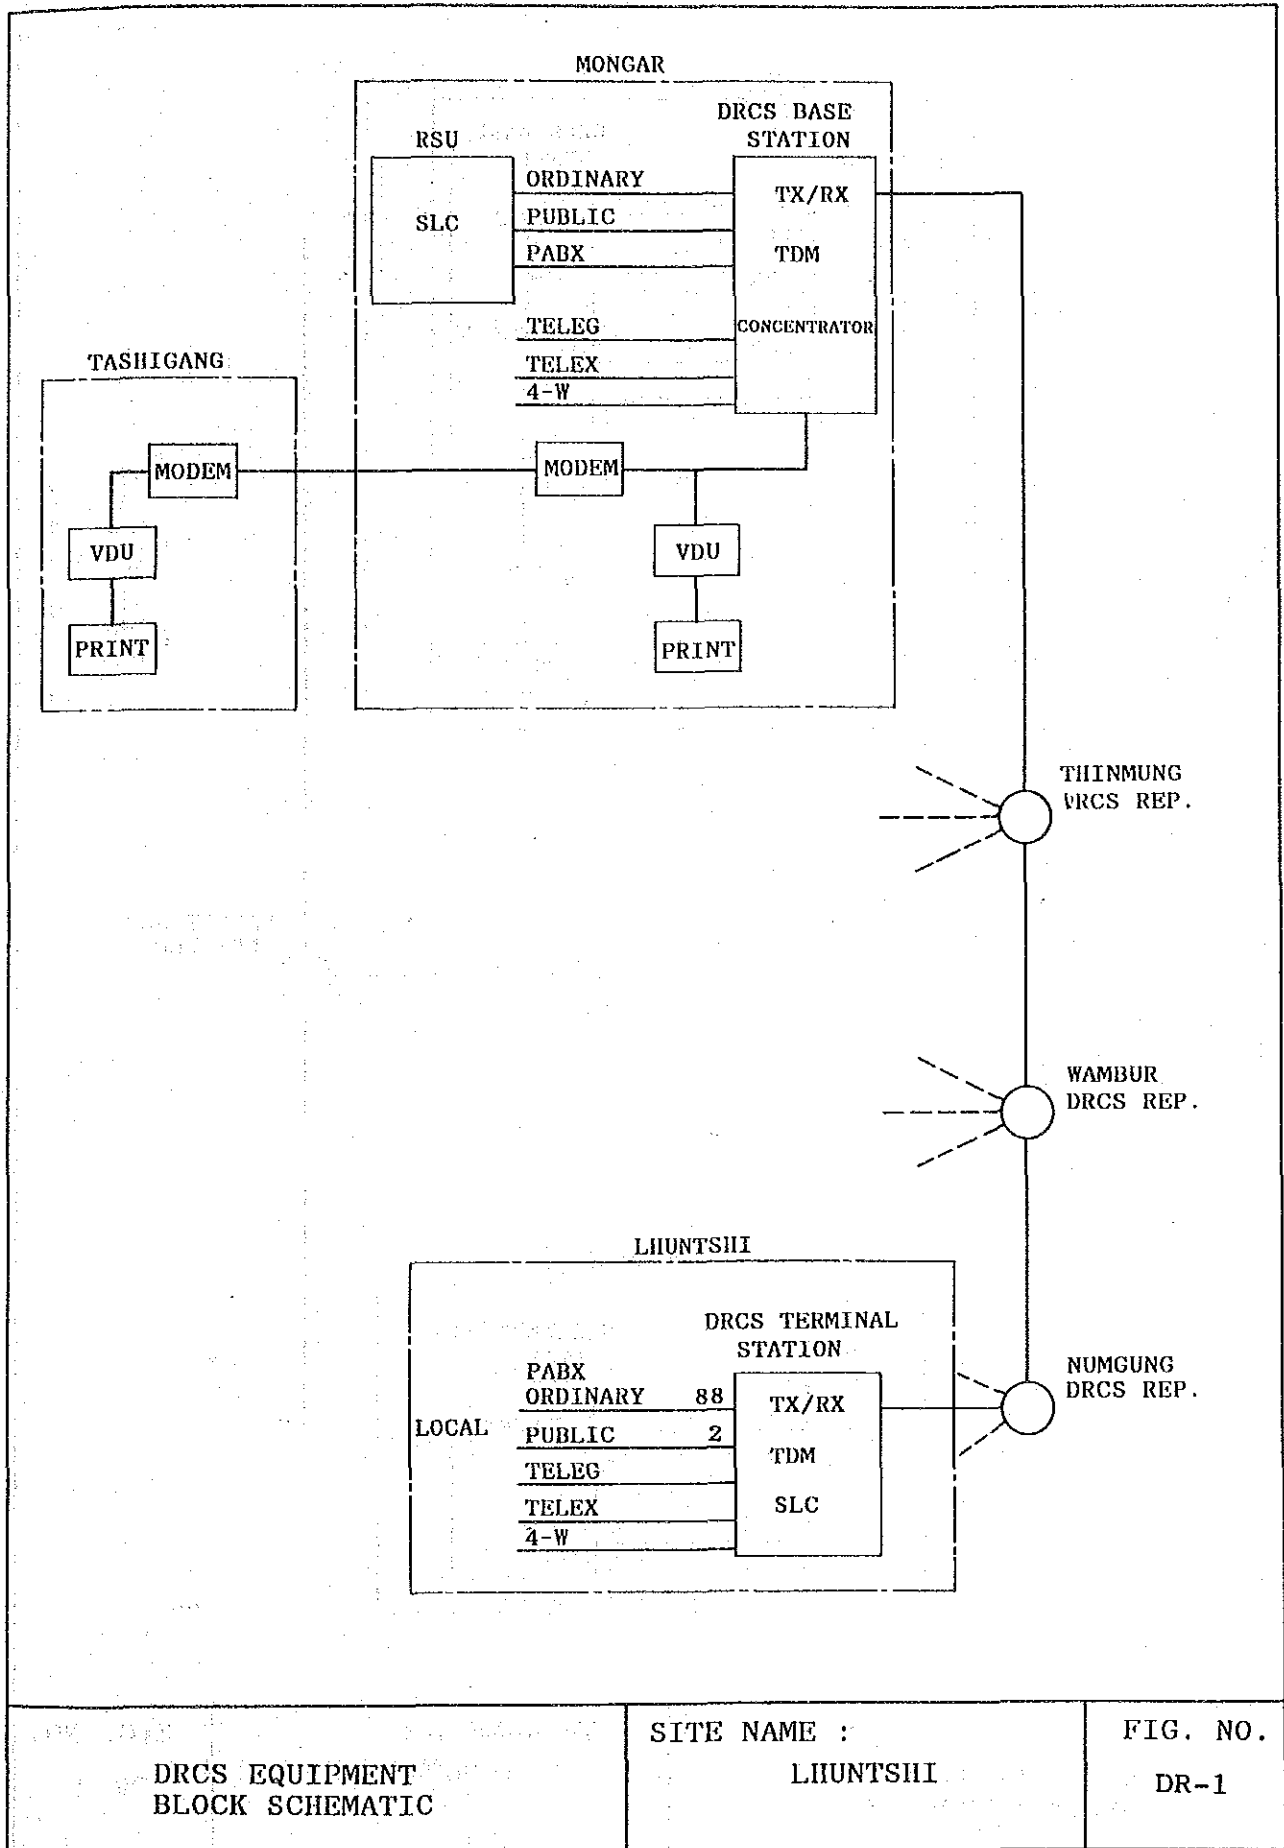 MONGAR
DRCS BASE
STATION
RSU
SLC
ORDINARY
PUBLIC
PABX
TELEG
TELEX
4-W
TX/RX
TDM
CONCENTRATOR
TASHIGANG
MODEM
VDU
PRINT
MODEM
VDU
PRINT
THINMUNG
DRCS REP.
WAMBUR
DRCS REP.
LHUNTSHI
DRCS TERMINAL
STATION
LOCAL
PABX
ORDINARY 88
PUBLIC 2
TELEG
TELEX
4-W
TX/RX
TDM
SLC
NUMGUNG
DRCS REP.
DRCS EQUIPMENT
BLOCK SCHEMATIC
SITE NAME :
LHUNTSHI
FIG. NO.
DR-1